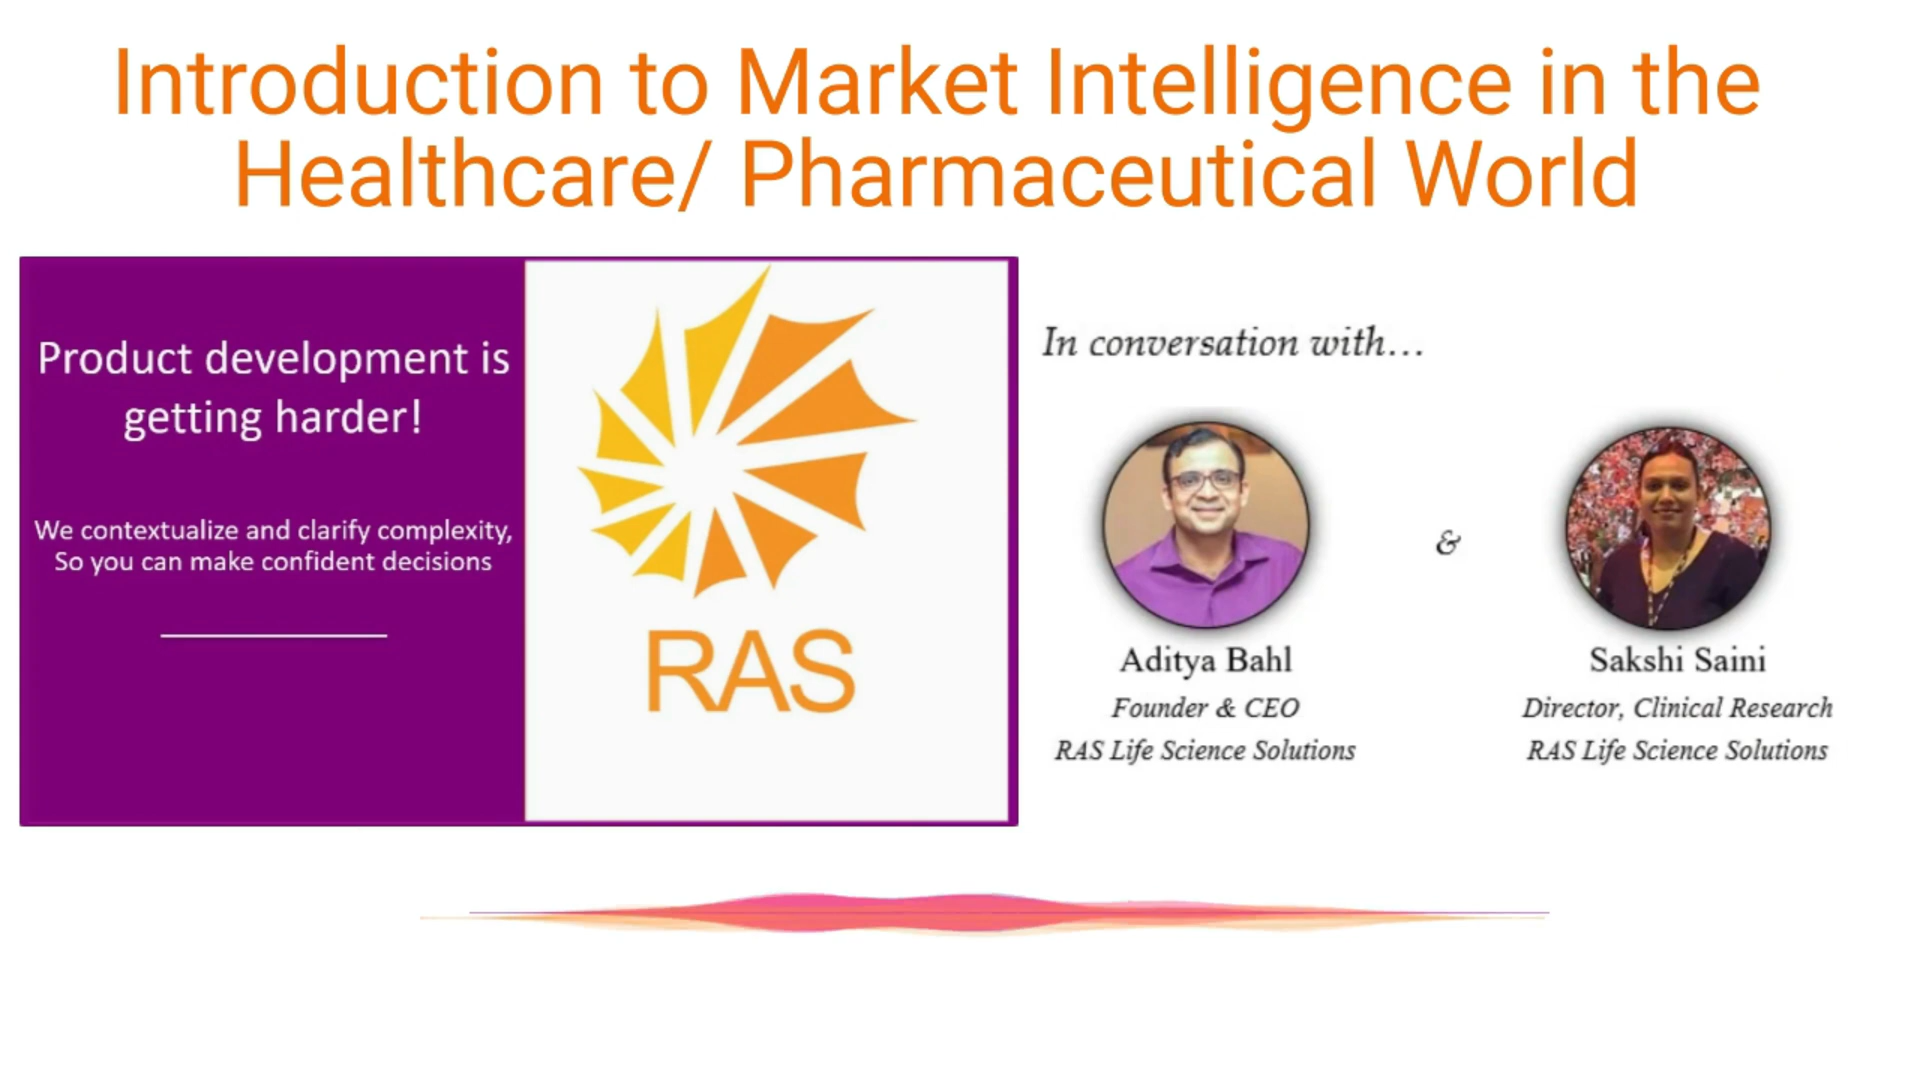 Introduction to Market Intelligence in the
Healthcare/ Pharmaceutical World
Product development is
getting harder!
We contextualize and clarify complexity,
So you can make confident decisions
RAS
In conversation with...
&
Aditya Bahl
Founder & CEO
RAS Life Science Solutions
Sakshi Saini
Director, Clinical Research
RAS Life Science Solutions